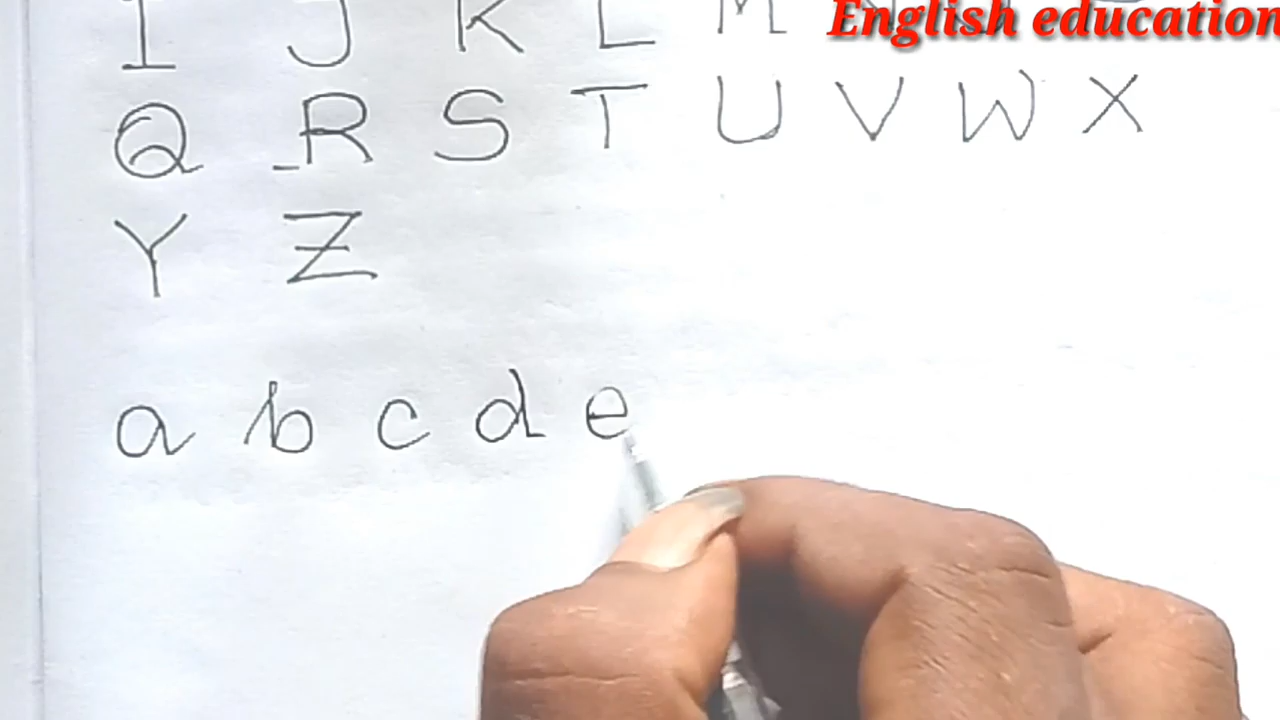 English education
I J K L M
Q R S T U V W X
Y Z
a b c d e